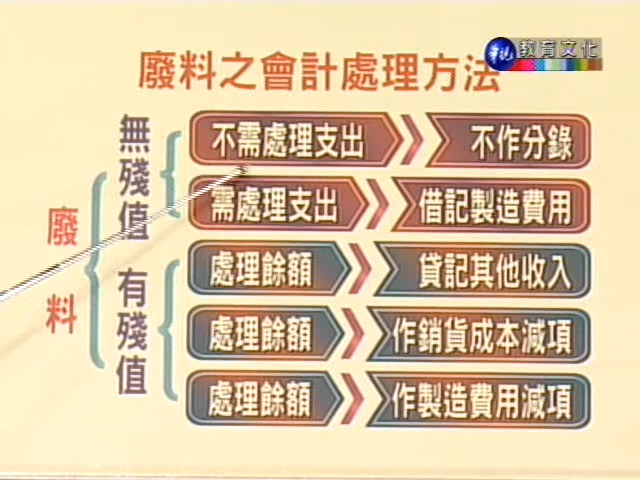 華視 教育文化
廢料之會計處理方法
廢料
無殘值
不需處理支出 不作分錄
需處理支出 借記製造費用
有殘值
處理餘額 貸記其他收入
處理餘額 作銷貨成本減項
處理餘額 作製造費用減項